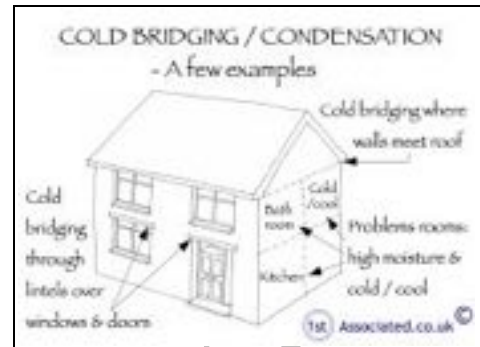 COLD BRIDGING / CONDENSATION
- A few examples
Cold bridging where
walls meet roof
Cold
bridging
through
lintels over
windows & doors
Bath
room
Cold
/cool
Kitchen
Problems rooms:
high moisture &
cold / cool
1st Associated.co.uk ©